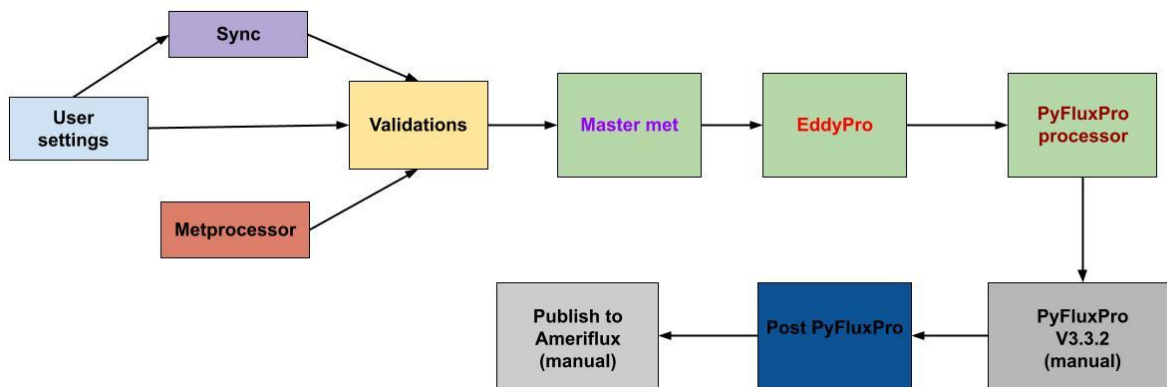 Sync
User
settings
Validations
Master met
EddyPro
PyFluxPro
processor
Metprocessor
Publish to
Ameriflux
(manual)
Post PyFluxPro
PyFluxPro
V3.3.2
(manual)